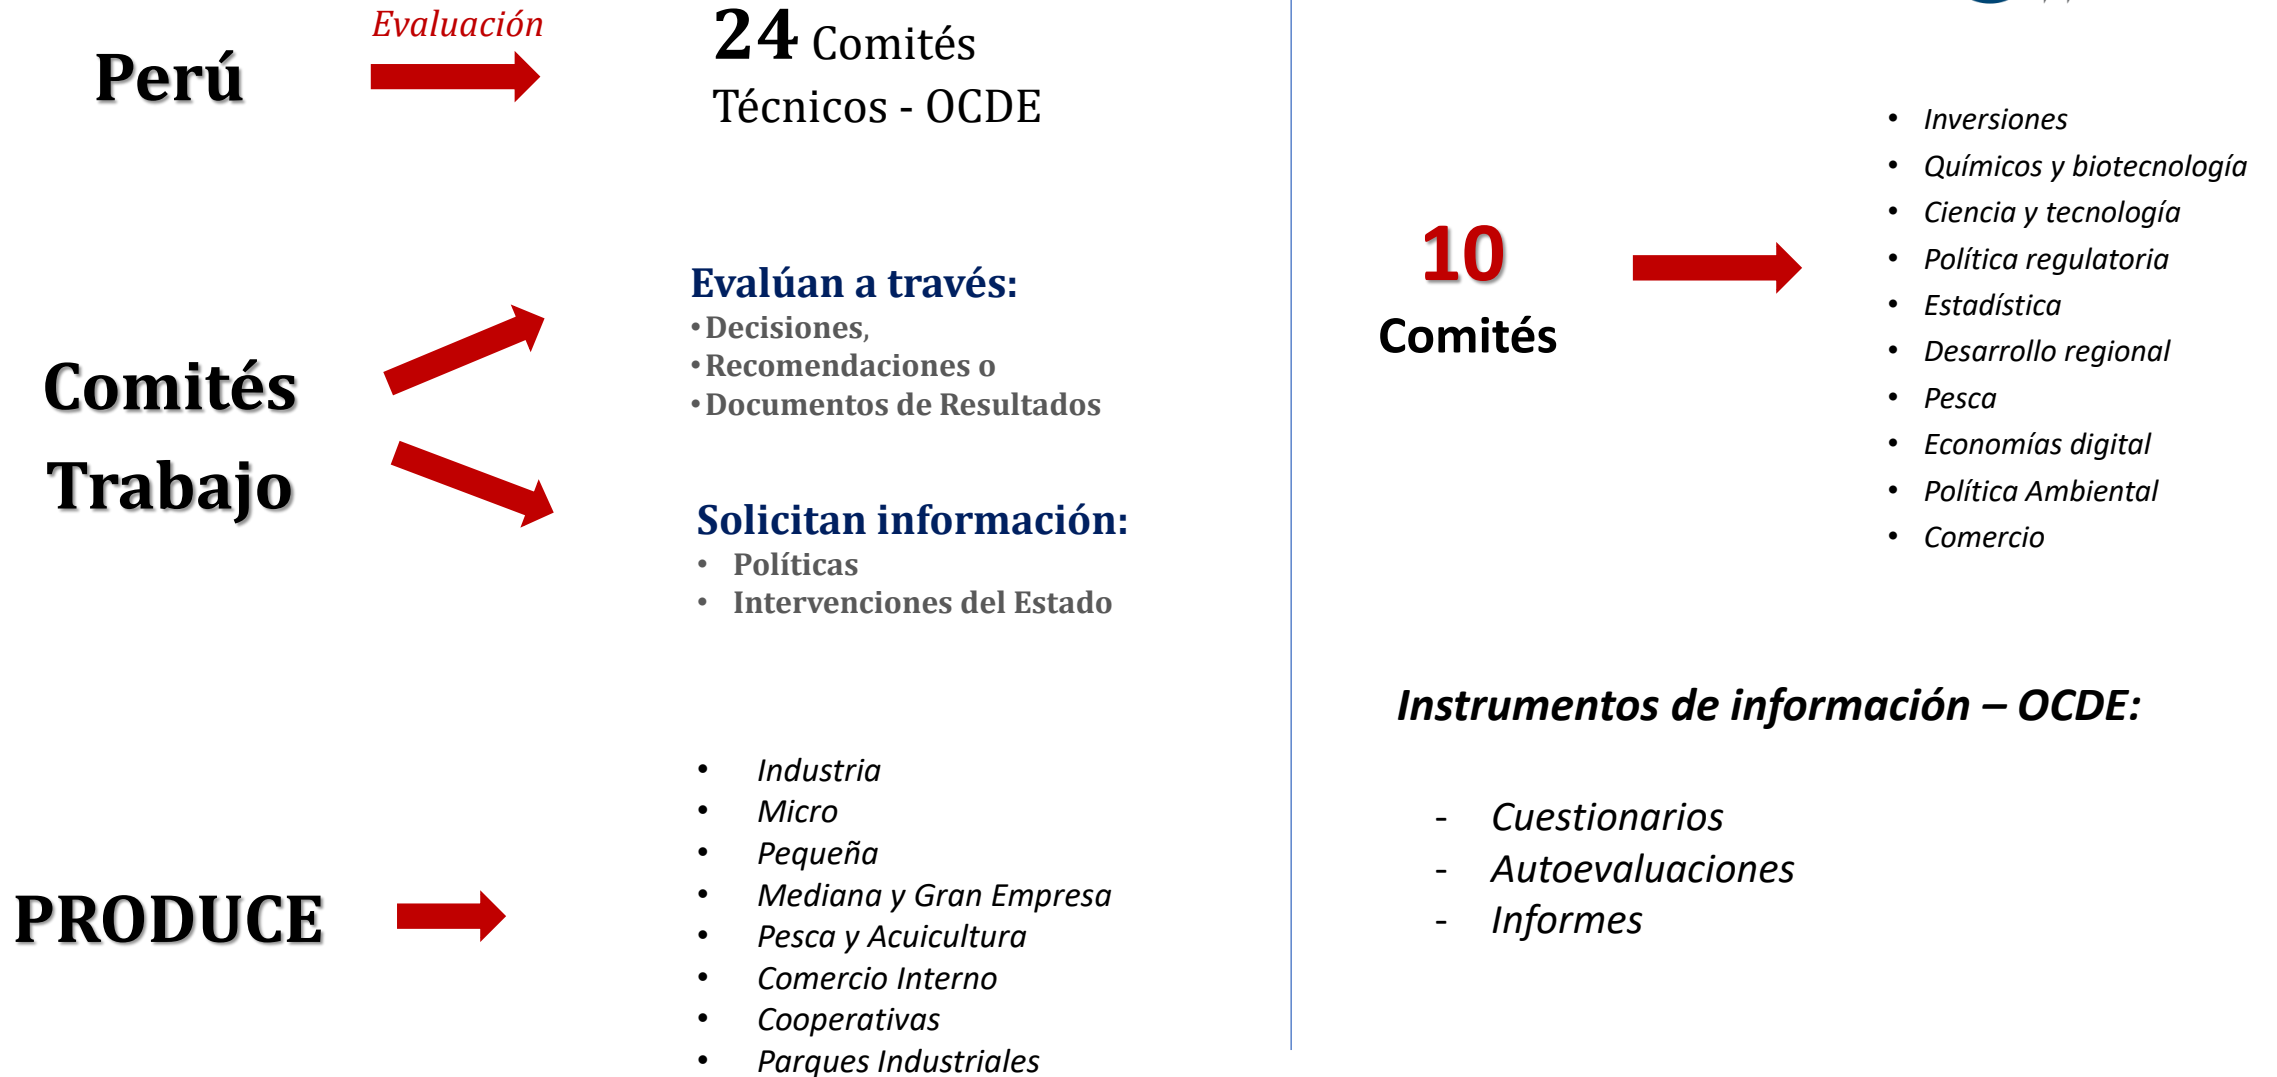 Perú
Evaluación
24 Comités
Técnicos - OCDE
Comités
Trabajo
Evalúan a través:
• Decisiones,
• Recomendaciones o
• Documentos de Resultados
Solicitan información:
• Políticas
• Intervenciones del Estado
PRODUCE
• Industria
• Micro
• Pequeña
• Mediana y Gran Empresa
• Pesca y Acuicultura
• Comercio Interno
• Cooperativas
• Parques Industriales
10
Comités
• Inversiones
• Químicos y biotecnología
• Ciencia y tecnología
• Política regulatoria
• Estadística
• Desarrollo regional
• Pesca
• Economías digital
• Política Ambiental
• Comercio
Instrumentos de información – OCDE:
- Cuestionarios
- Autoevaluaciones
- Informes